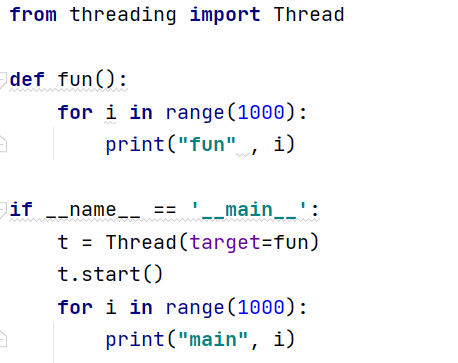 from threading import Thread
def fun():
    for i in range(1000):
        print("fun" , i)
if __name__ == '__main__':
    t = Thread(target=fun)
    t.start()
    for i in range(1000):
        print("main", i)